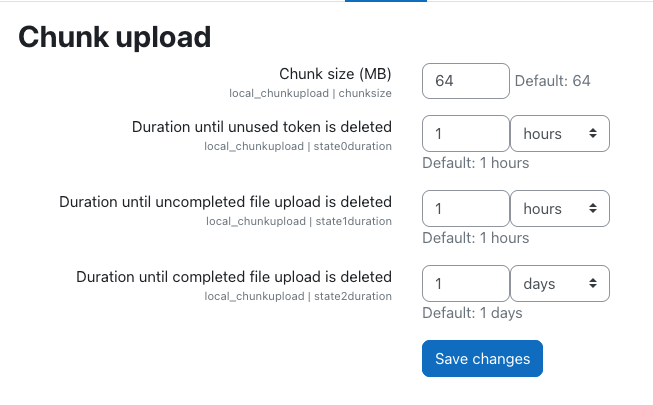 Chunk upload
Chunk size (MB) 64 Default: 64
local_chunkupload | chunksize
Duration until unused token is deleted 1 hours
local_chunkupload | state0duration
Default: 1 hours
Duration until uncompleted file upload is deleted 1 hours
local_chunkupload | state1duration
Default: 1 hours
Duration until completed file upload is deleted 1 days
local_chunkupload | state2duration
Default: 1 days
Save changes